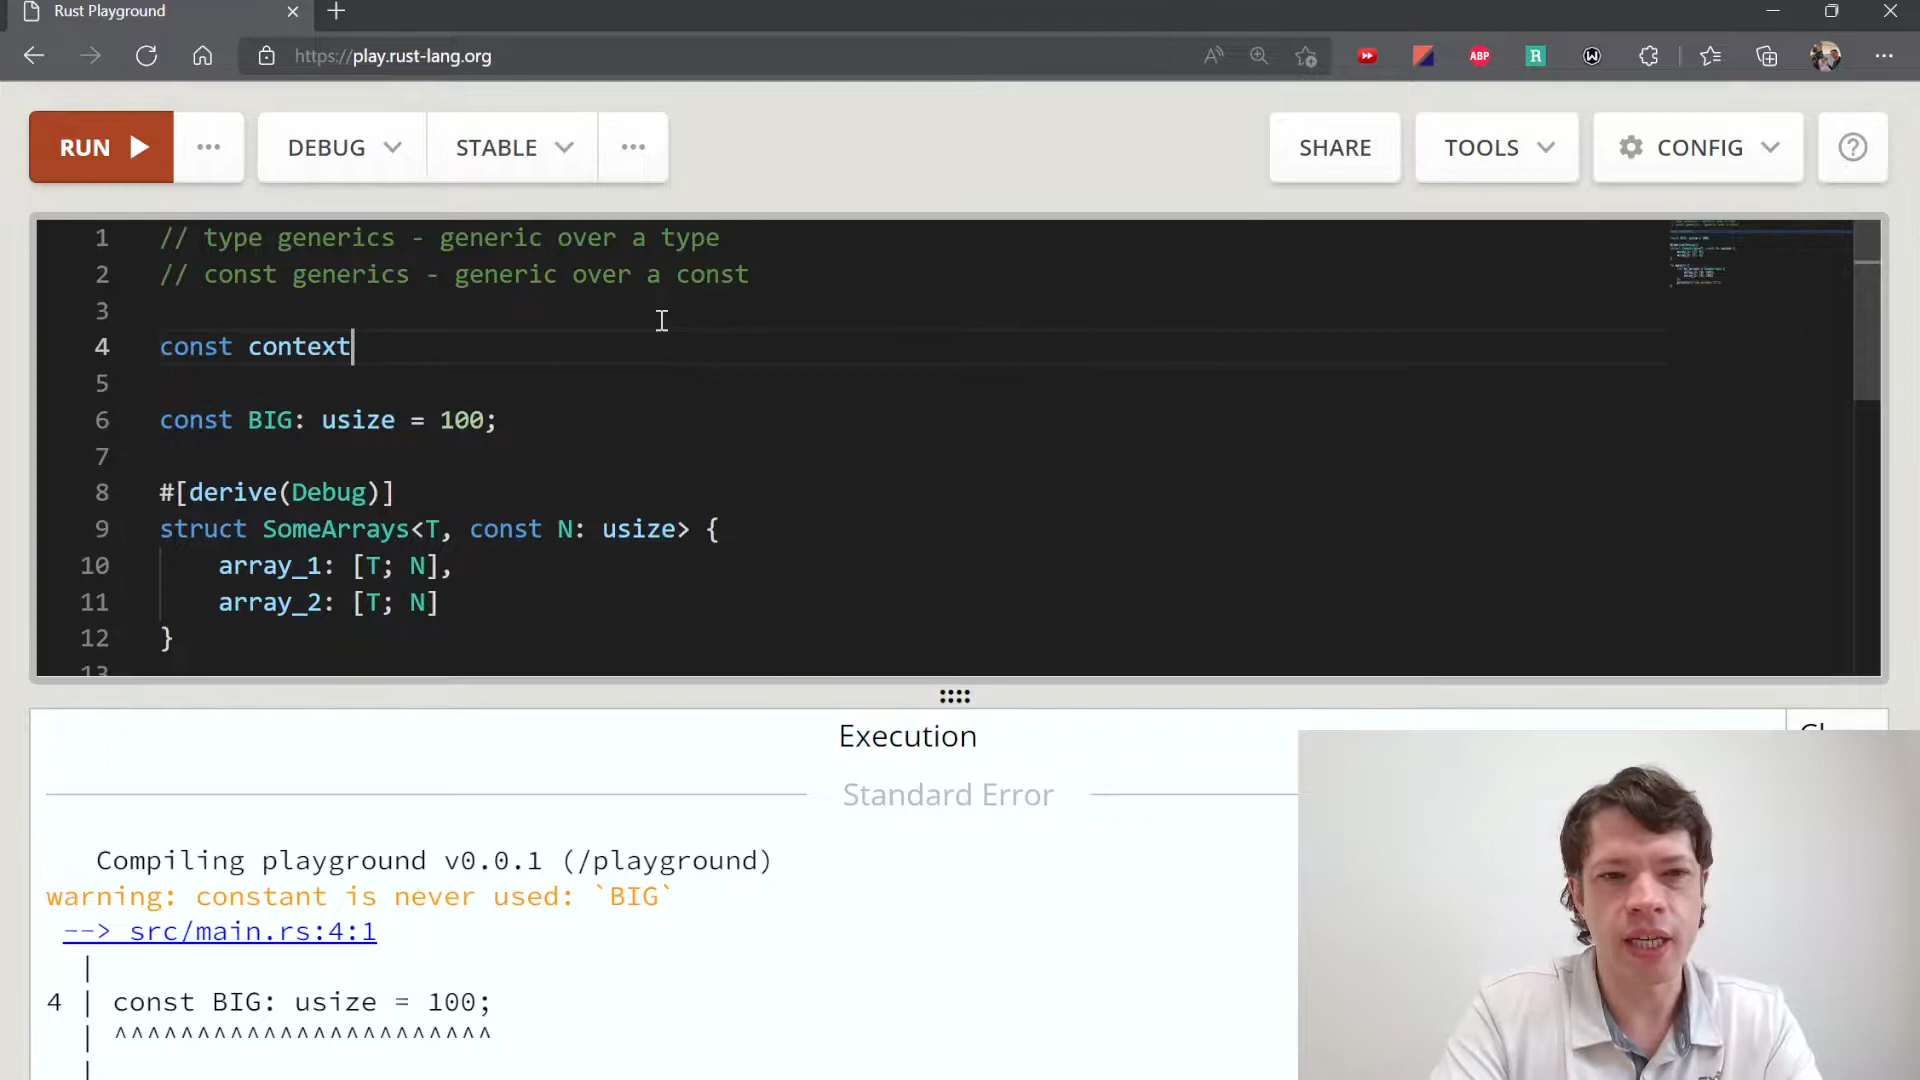 Rust Playground
https://play.rust-lang.org
ABP
R
W
RUN
DEBUG
STABLE
SHARE
TOOLS
CONFIG
1 // type generics - generic over a type
2 // const generics - generic over a const
3
4 const context
5
6 const BIG: usize = 100;
7
8 #[derive(Debug)]
9 struct SomeArrays<T, const N: usize> {
10 array_1: [T; N],
11 array_2: [T; N]
12 }
13
Execution
Standard Error
Compiling playground v0.0.1 (/playground)
warning: constant is never used: `BIG`
--> src/main.rs:4:1
|
4 | const BIG: usize = 100;
| ^^^^^^^^^^^^^^^^^^^^^^^
|